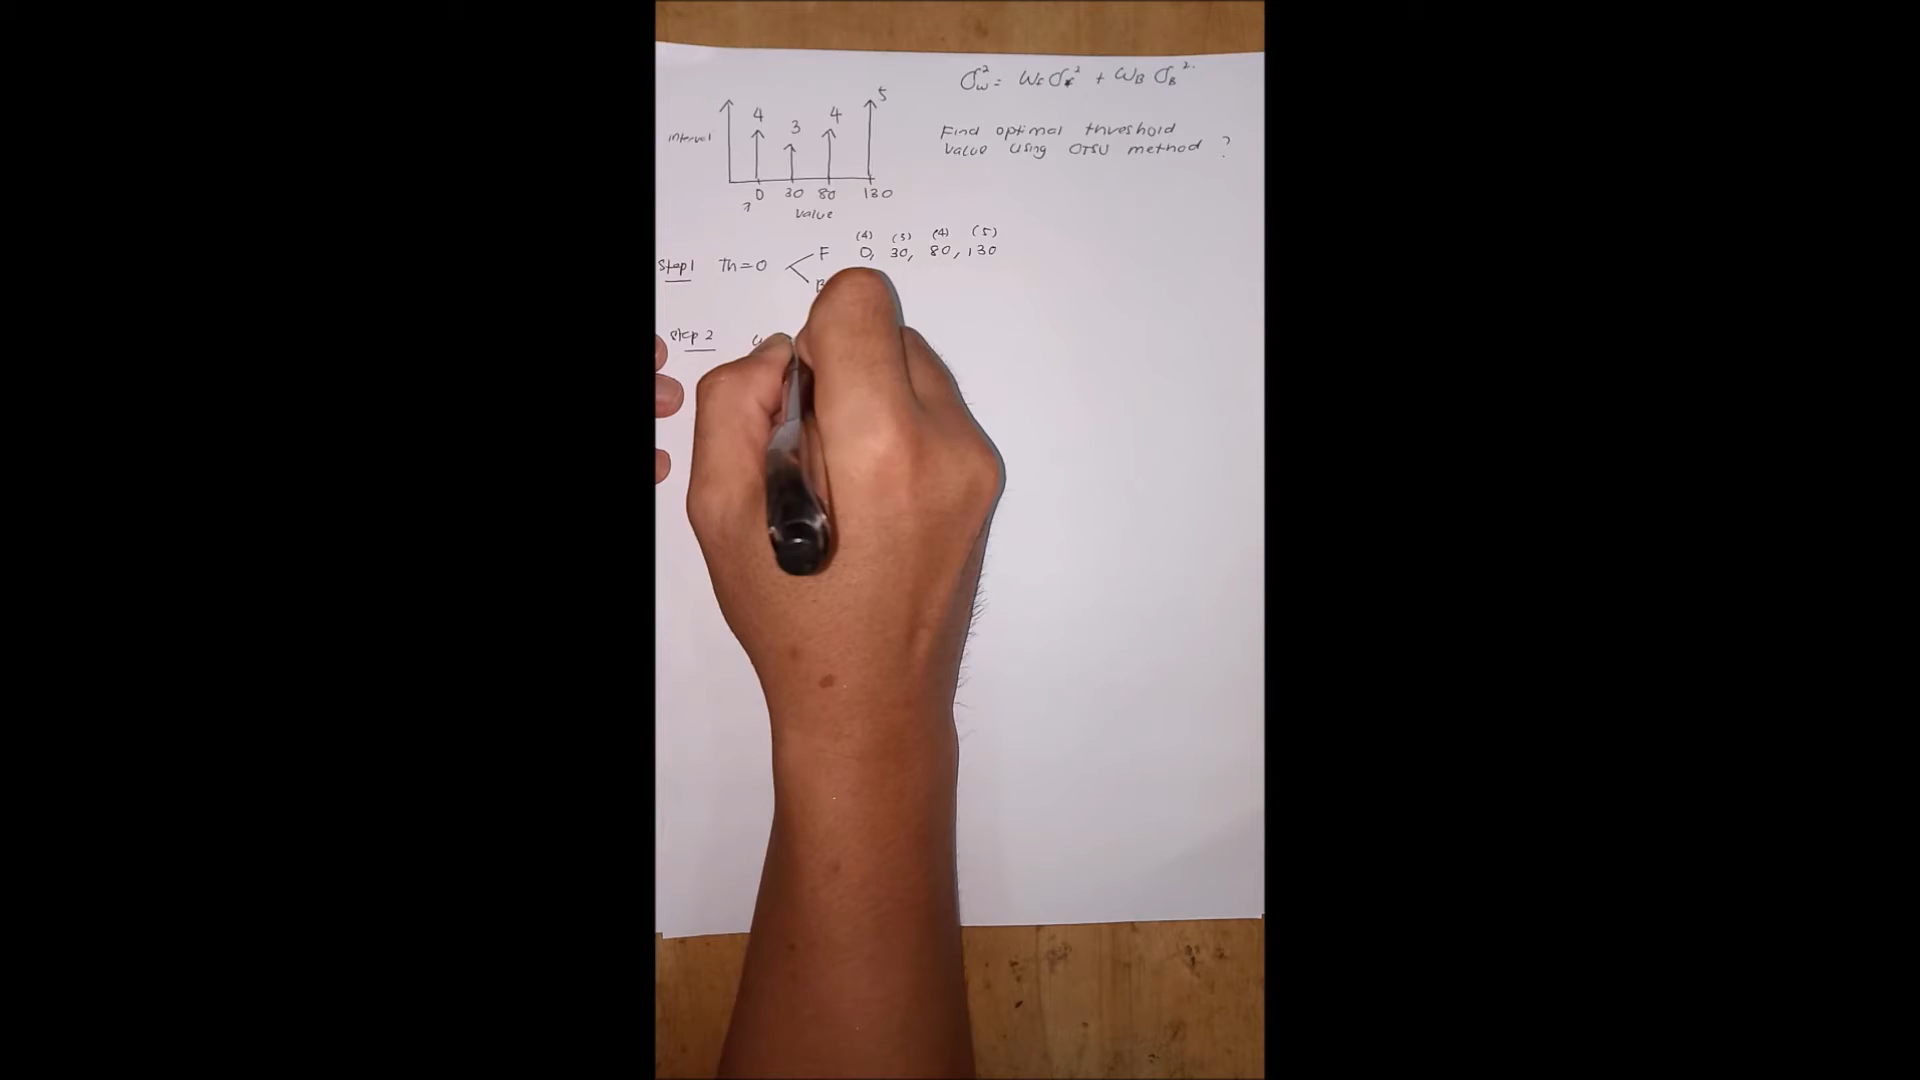 σw² = wF σF² + wB σB²
Find optimal threshold
value using OTSU method ?
5
4 4
3
interval
0 30 80 130
value
(4) (3) (4) (5)
F 0, 30, 80, 130
Step1 Th=0
B
Step 2